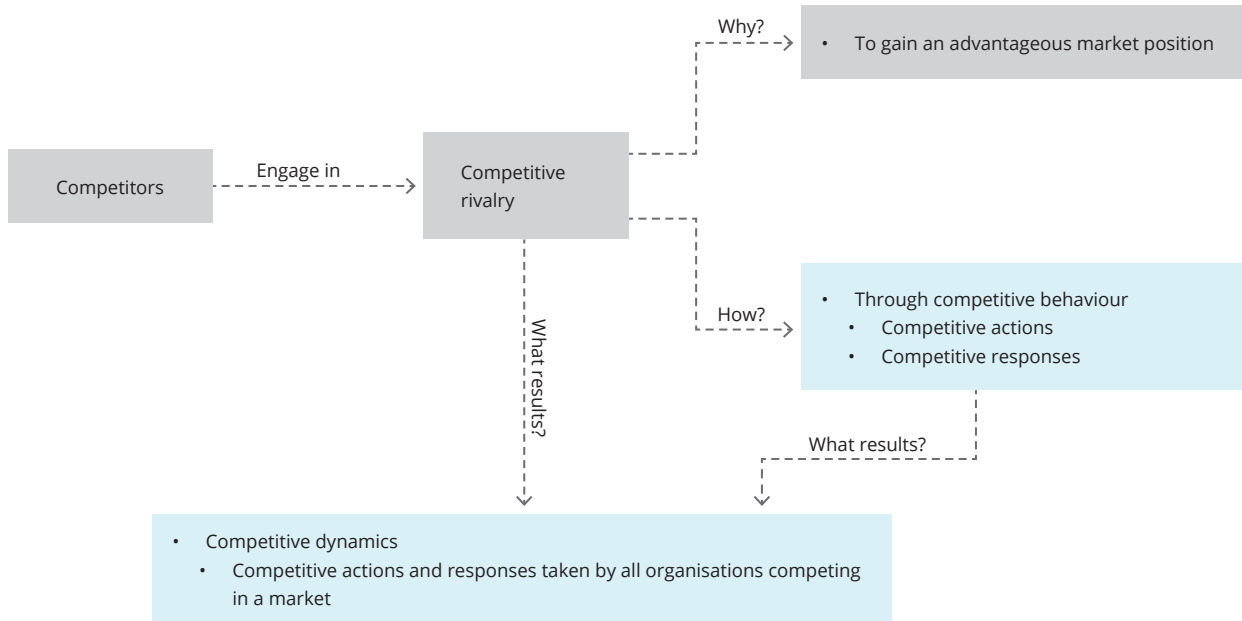 Why?
• To gain an advantageous market position
Competitors
Engage in
Competitive
rivalry
How?
• Through competitive behaviour
• Competitive actions
• Competitive responses
What results?
What results?
• Competitive dynamics
• Competitive actions and responses taken by all organisations competing
in a market